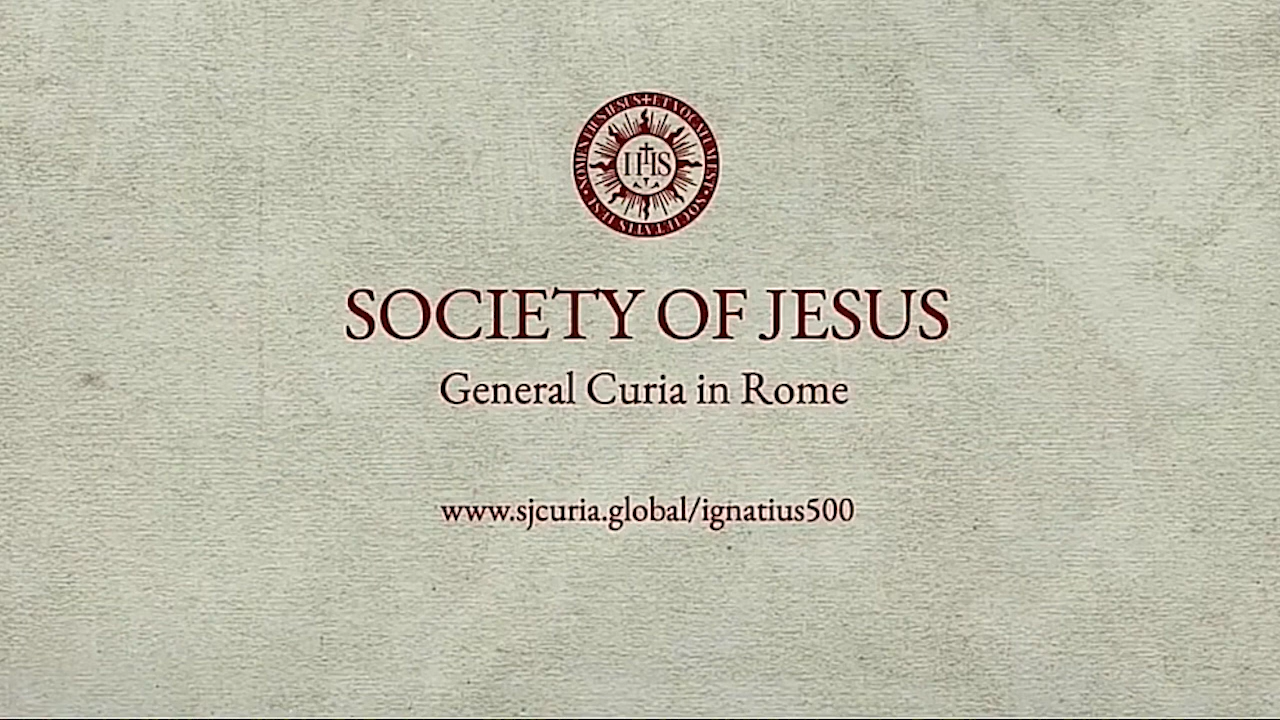 IHS
SOCIETY OF JESUS
General Curia in Rome
www.sjcuria.global/ignatius500